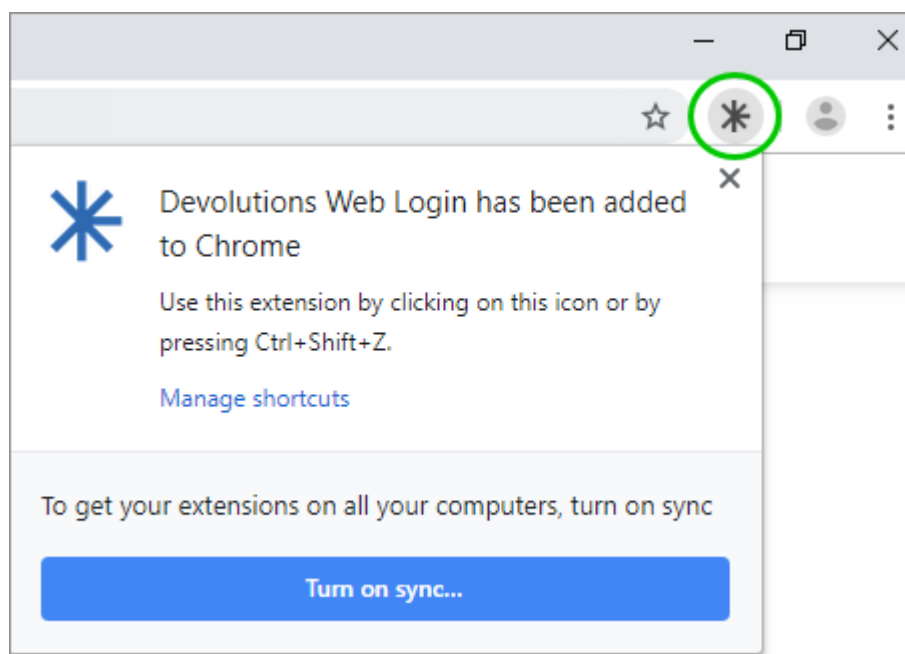 Devolutions Web Login has been added
to Chrome
Use this extension by clicking on this icon or by
pressing Ctrl+Shift+Z.
Manage shortcuts
To get your extensions on all your computers, turn on sync
Turn on sync...